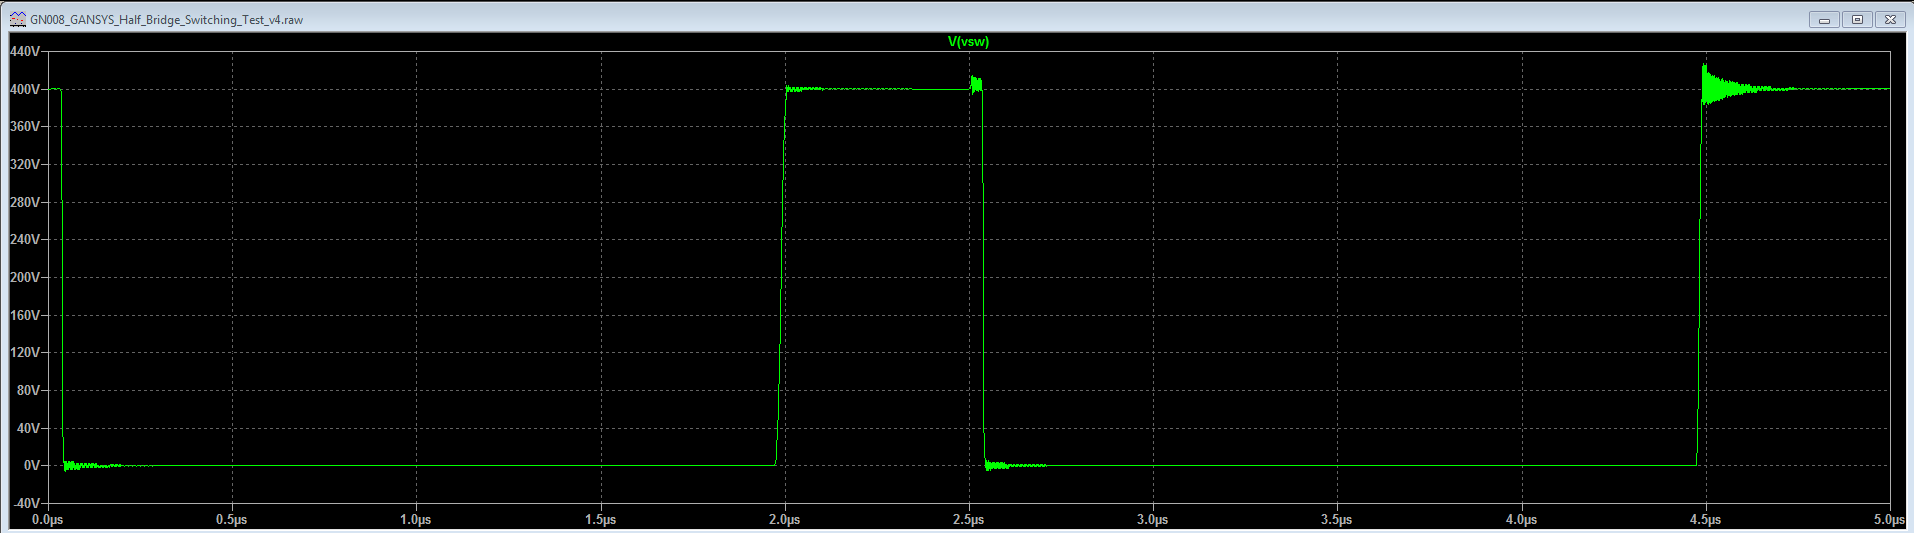 GN008_GANSYS_Half_Bridge_Switching_Test_v4.raw
V(vsw)
440V
400V
360V
320V
280V
240V
200V
160V
120V
80V
40V
0V
-40V
0.0µs 0.5µs 1.0µs 1.5µs 2.0µs 2.5µs 3.0µs 3.5µs 4.0µs 4.5µs 5.0µs